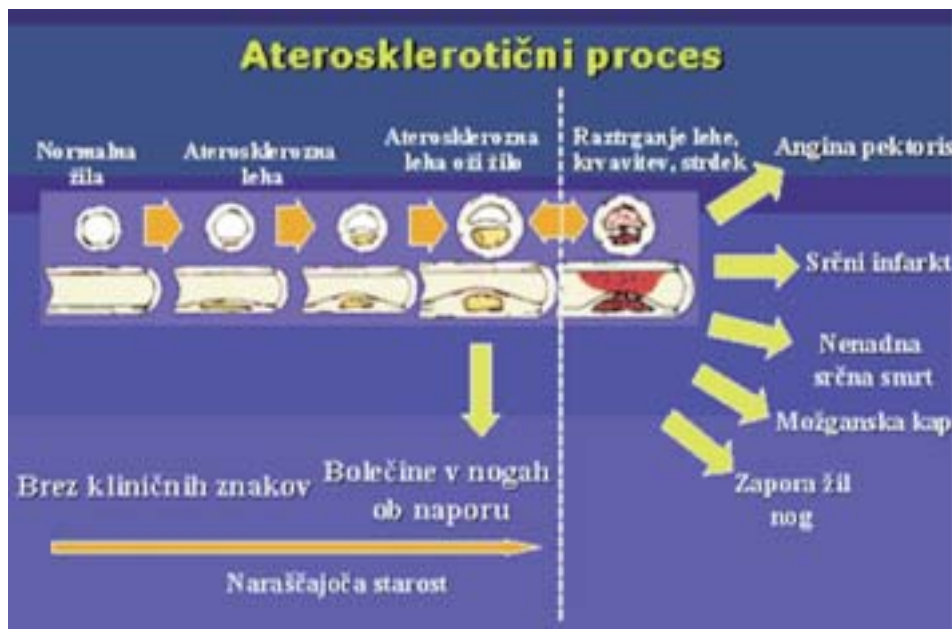 Aterosklerotični proces
Normalna
žila
Aterosklerozna
leha
Aterosklerozna
leha oži žilo
Raztrganje lehe,
krvavitev, strdek
Angina pektoris
Srčni infarkt
Nenadna
srčna smrt
Možganska kap
Zapora žil
nog
Brez kliničnih znakov
Bolečine v nogah
ob naporu
Naraščajoča starost